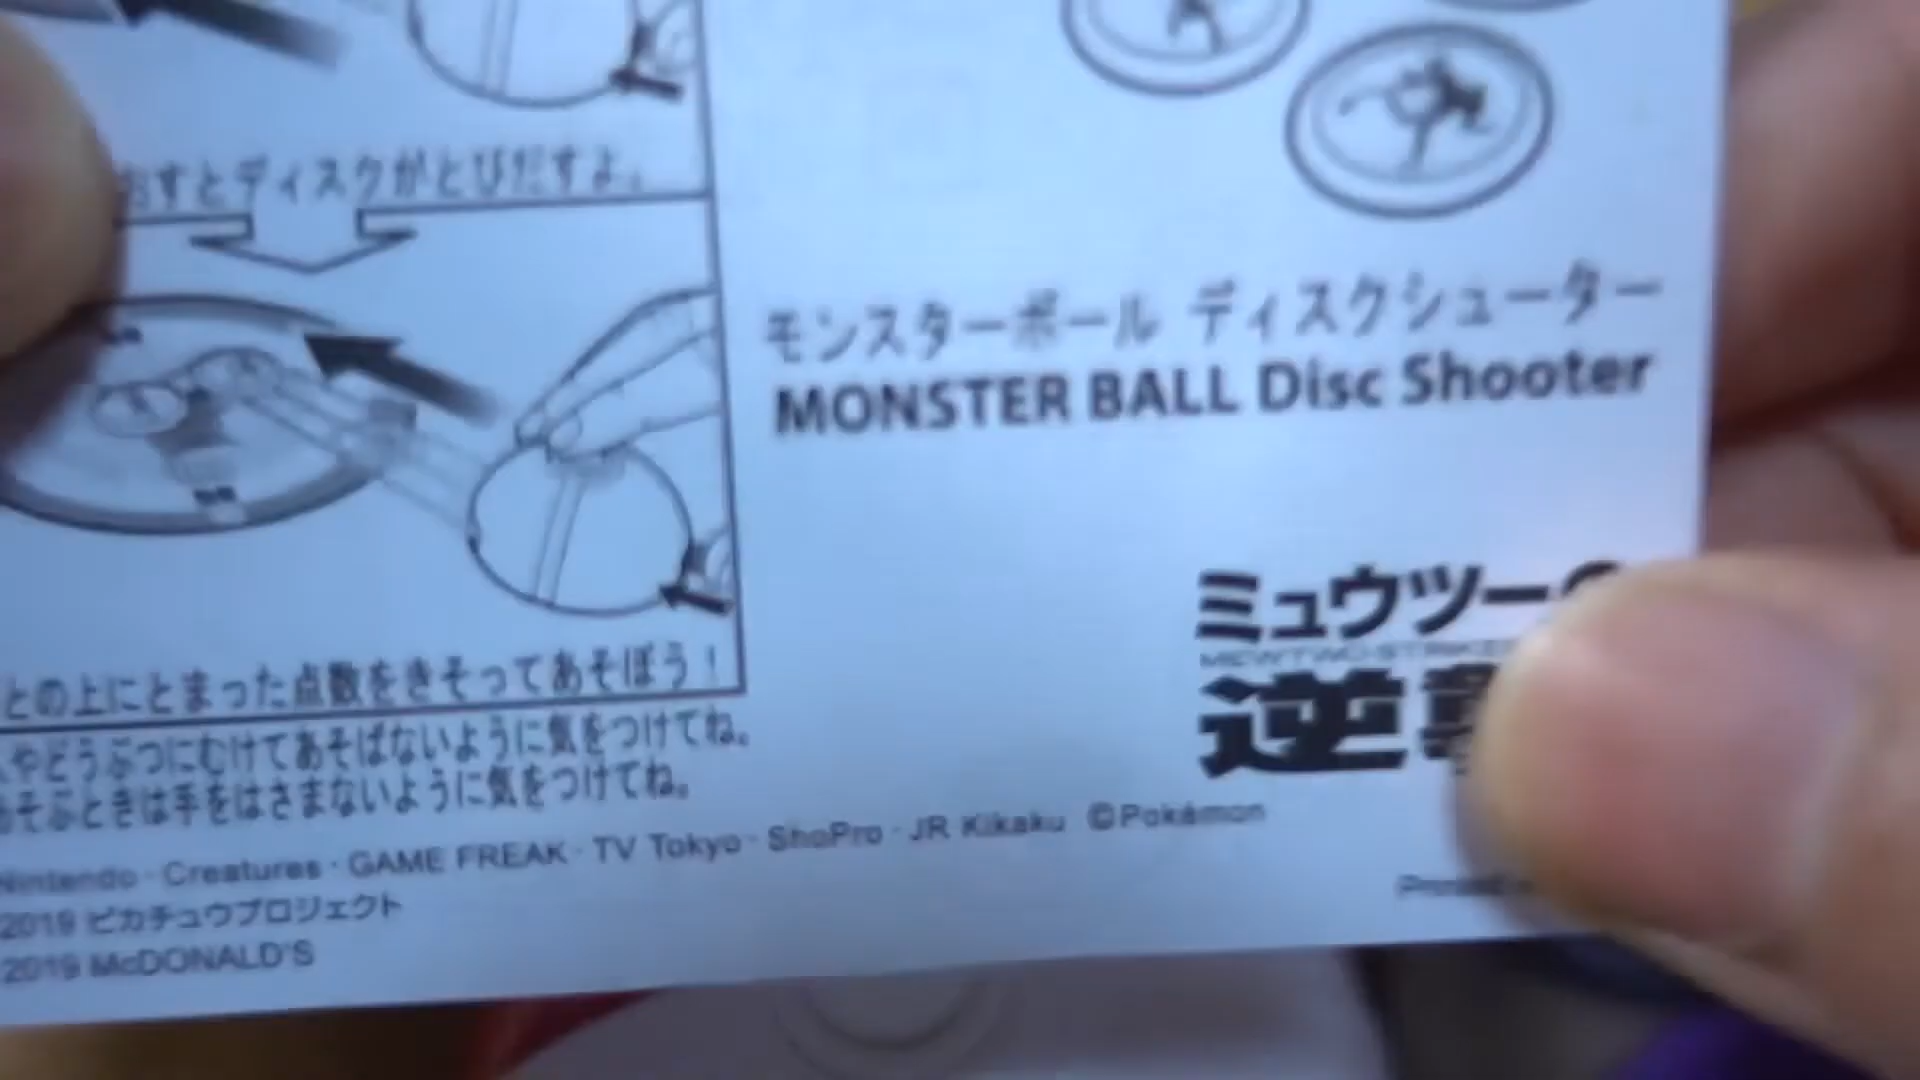 おすとディスクがとびだすよ。
モンスターボール ディスクシューター
MONSTER BALL Disc Shooter
ミュウツーの
MEWTWO STRIKES
逆
との上にとまった点数をきそってあそぼう！
やどうぶつにむけてあそばないように気をつけてね。
あそぶときは手をはさまないように気をつけてね。
Nintendo・Creatures・GAME FREAK・TV Tokyo・ShoPro・JR Kikaku ©Pokémon
2019 ピカチュウプロジェクト
2019 McDONALD'S
Printed